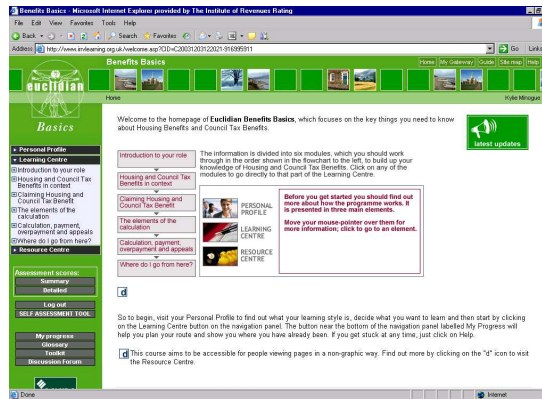 Benefits Basics - Microsoft Internet Explorer provided by The Institute of Revenues Rating
File Edit View Favorites Tools Help
Back Search Favorites
Address http://www.irrvlearning.org.uk/welcome.asp?OID=C20031203122021-916995911 Go Links
euclidian
Basics
Benefits Basics
Home My Gateway Guide Site map Help
Home
Kylie Minogue
Personal Profile
Learning Centre
Introduction to your role
Housing and Council Tax
Benefits in context
Claiming Housing and
Council Tax Benefit
The elements of the
calculation
Calculation, payment,
overpayment and appeals
Where do I go from here?
Resource Centre
Assessment scores:
Summary
Detailed
Log out
SELF ASSESSMENT TOOL
My progress
Glossary
Toolkit
Discussion Forum
Welcome to the homepage of Euclidian Benefits Basics, which focuses on the key things you need to know
about Housing Benefits and Council Tax Benefits.
latest updates
Introduction to your role
Housing and Council Tax
Benefits in context
Claiming Housing and
Council Tax Benefit
The elements of the
calculation
Calculation, payment,
overpayment and appeals
Where do I go from here?
The information is divided into six modules, which you should work
through in the order shown in the flowchart to the left, to build up your
knowledge of Housing and Council Tax Benefits. Click on any of the
modules to go directly to that part of the Learning Centre.
PERSONAL
PROFILE
LEARNING
CENTRE
RESOURCE
CENTRE
Before you get started you should find out
more about how the programme works. It
is presented in three main elements.
Move your mouse-pointer over them for
more information; click to go to an element.
d
So to begin, visit your Personal Profile to find out what your learning style is, decide what you want to learn and then start by clicking
on the Learning Centre button on the navigation panel. The button near the bottom of the navigation panel labelled My Progress will
help you plan your route and show you where you have already been. If you get stuck at any time, just click on Help.
d This course aims to be accessible for people viewing pages in a non-graphic way. Find out more by clicking on the "d" icon to visit
the Resource Centre.
Done
Internet